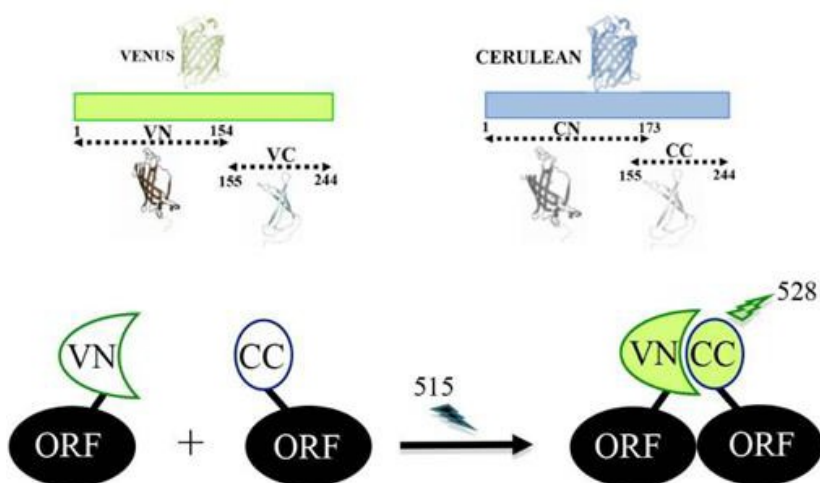 VENUS
CERULEAN
1 VN 154
VC
155 244
1 CN 173
CC
155 244
528
VN
CC
515
VN CC
ORF + ORF
ORF ORF